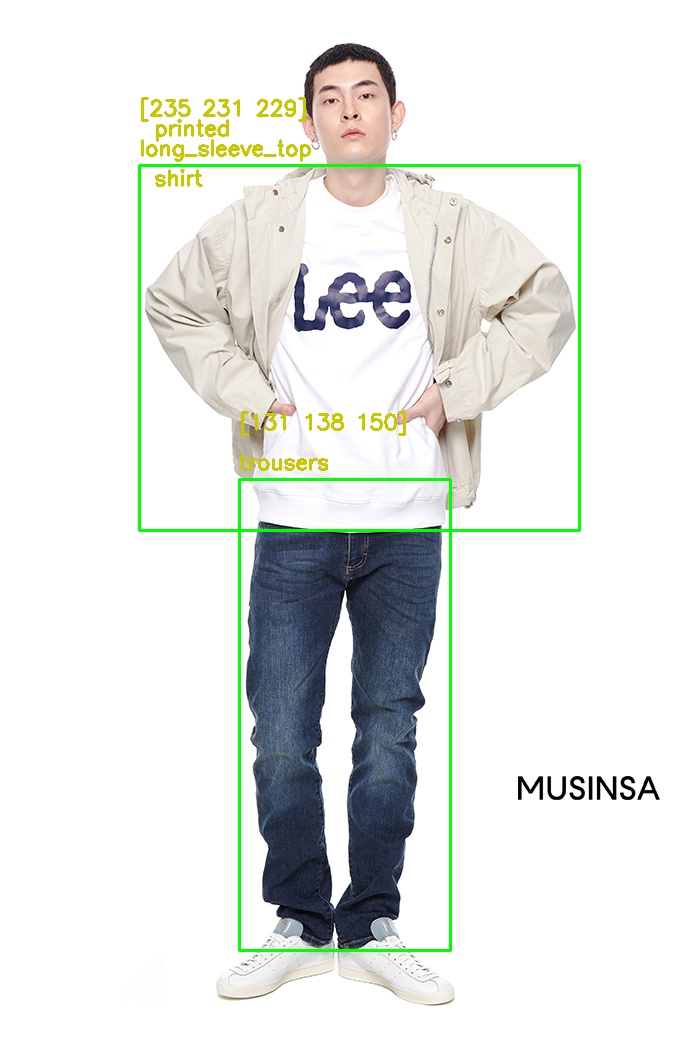 [235 231 229]
printed
long_sleeve_top
shirt
Lee
[131 138 150]
trousers
MUSINSA